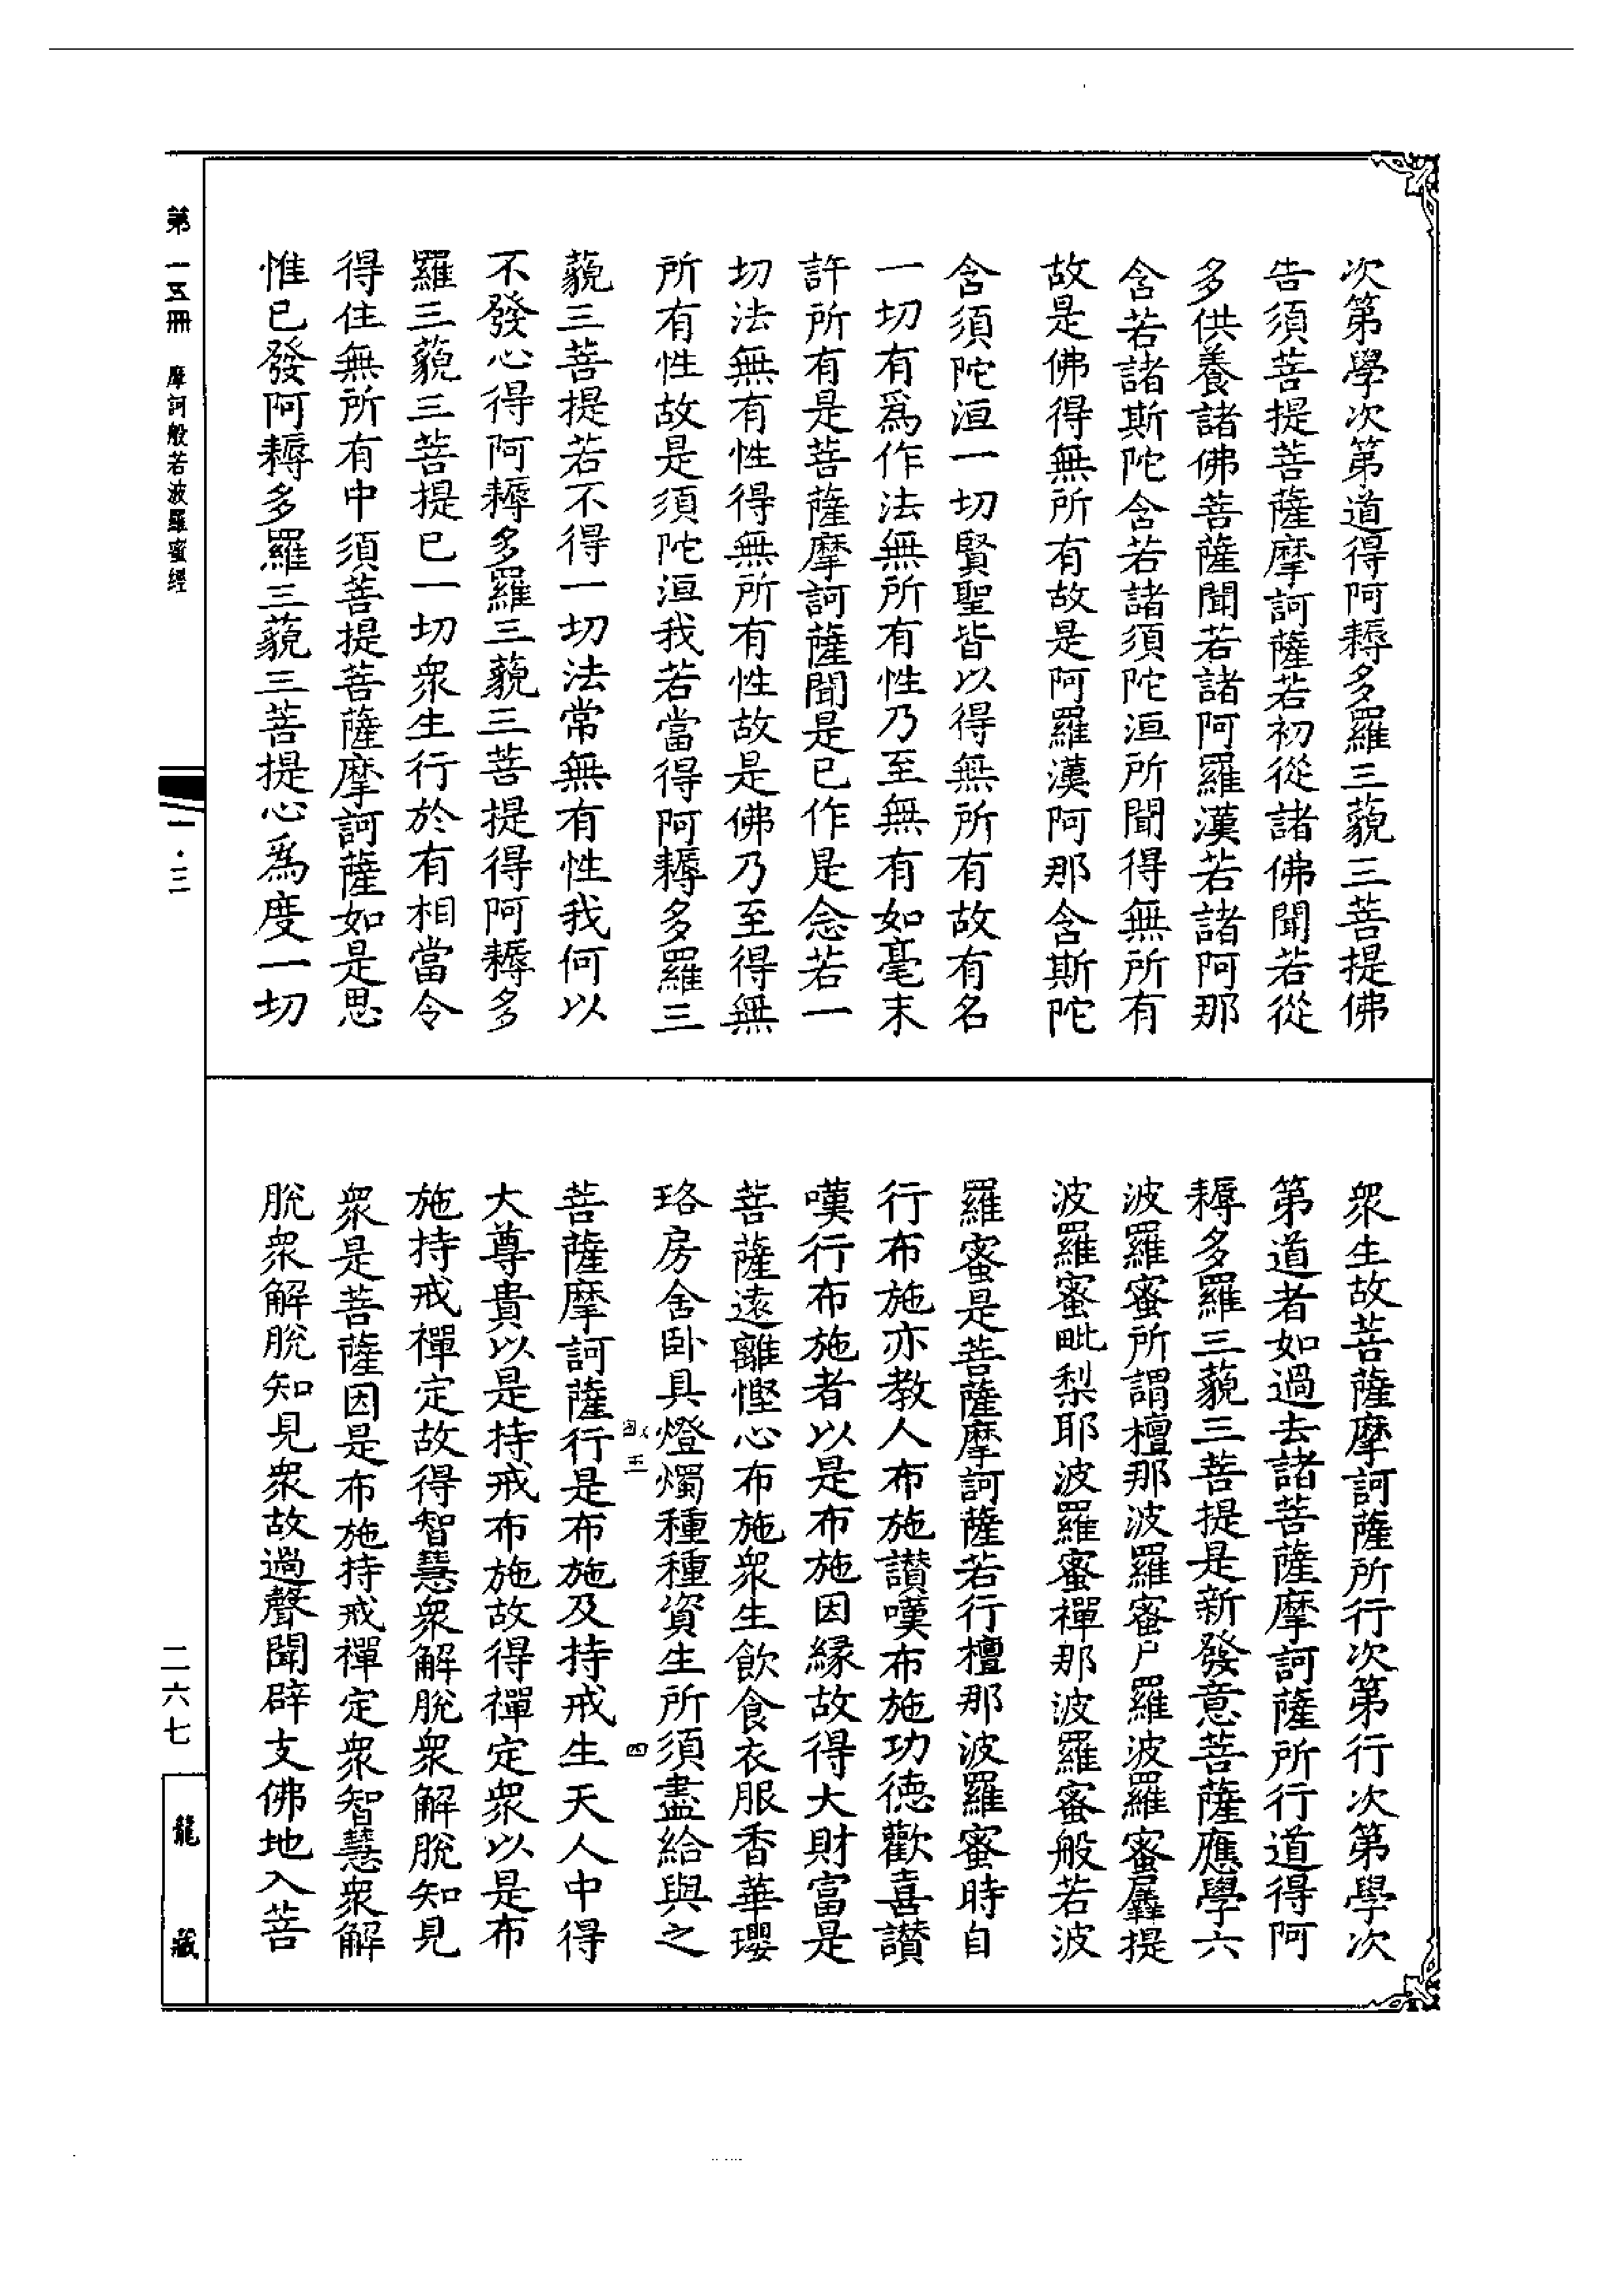 次第學次第道得阿耨多羅三藐三菩提佛
告須菩提菩薩摩訶薩若初從諸佛聞若從
多供養諸佛菩薩聞若諸阿羅漢若諸阿那
含若諸斯陀含若諸須陀洹所聞得無所有
故是佛得無所有故是阿羅漢阿那含斯陀
含須陀洹一切賢聖皆以得無所有故有名
一切有爲作法無所有性乃至無有如毫末
許所有是菩薩摩訶薩聞是已作是念若一
切法無有性得無所有性故是佛乃至得無
所有性故是須陀洹我若當得阿耨多羅三
藐三菩提若不得一切法常無有性我何以
不發心得阿耨多羅三藐三菩提得阿耨多
羅三藐三菩提已一切衆生行於有相當令
得住無所有中須菩提菩薩摩訶薩如是思
惟已發阿耨多羅三藐三菩提心爲度一切
衆生故菩薩摩訶薩所行次第行次第學次
第道者如過去諸菩薩摩訶薩所行道得阿
耨多羅三藐三菩提是新發意菩薩應學六
波羅蜜所謂檀那波羅蜜尸羅波羅蜜羼提
波羅蜜毗梨耶波羅蜜禪那波羅蜜般若波
羅蜜是菩薩摩訶薩若行檀那波羅蜜時自
行布施亦教人布施讚嘆布施功德歡喜讚
嘆行布施者以是布施因緣故得大財富是
菩薩遠離慳心布施衆生飲食衣服香華瓔
珞房舍卧具燈燭種種資生所須盡給與之
四
菩薩摩訶薩行是布施及持戒生天人中得
大尊貴以是持戒布施故得禪定衆以是布
施持戒禪定故得智慧衆解脫衆解脫知見
衆是菩薩因是布施持戒禪定衆智慧衆解
脫衆解脫知見衆故過聲聞辟支佛地入菩
第一五冊 摩訶般若波羅蜜經
一·三
二六七
龍藏